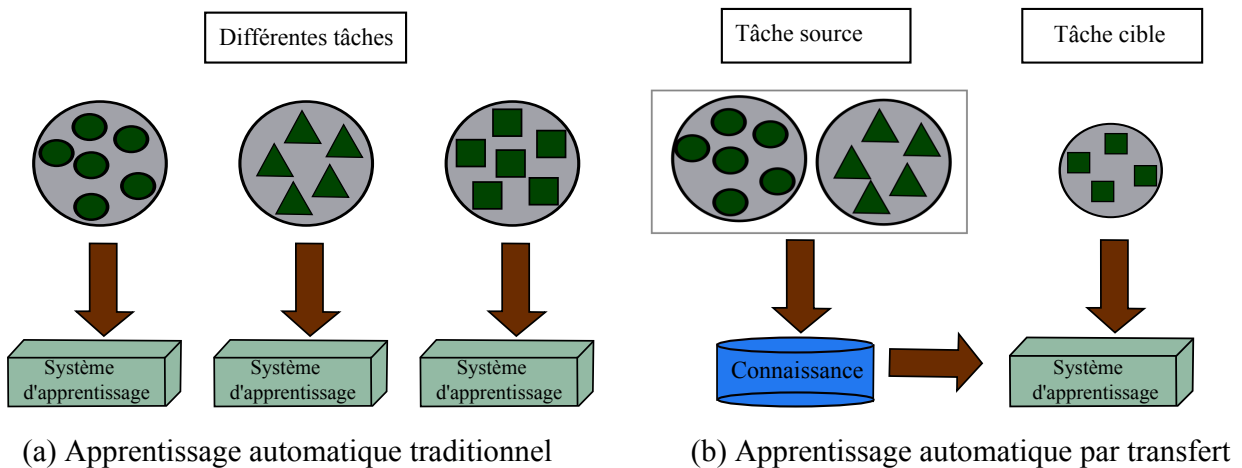 Différentes tâches
Tâche source
Tâche cible
Système
d'apprentissage
Système
d'apprentissage
Système
d'apprentissage
Connaissance
Système
d'apprentissage
(a) Apprentissage automatique traditionnel
(b) Apprentissage automatique par transfert